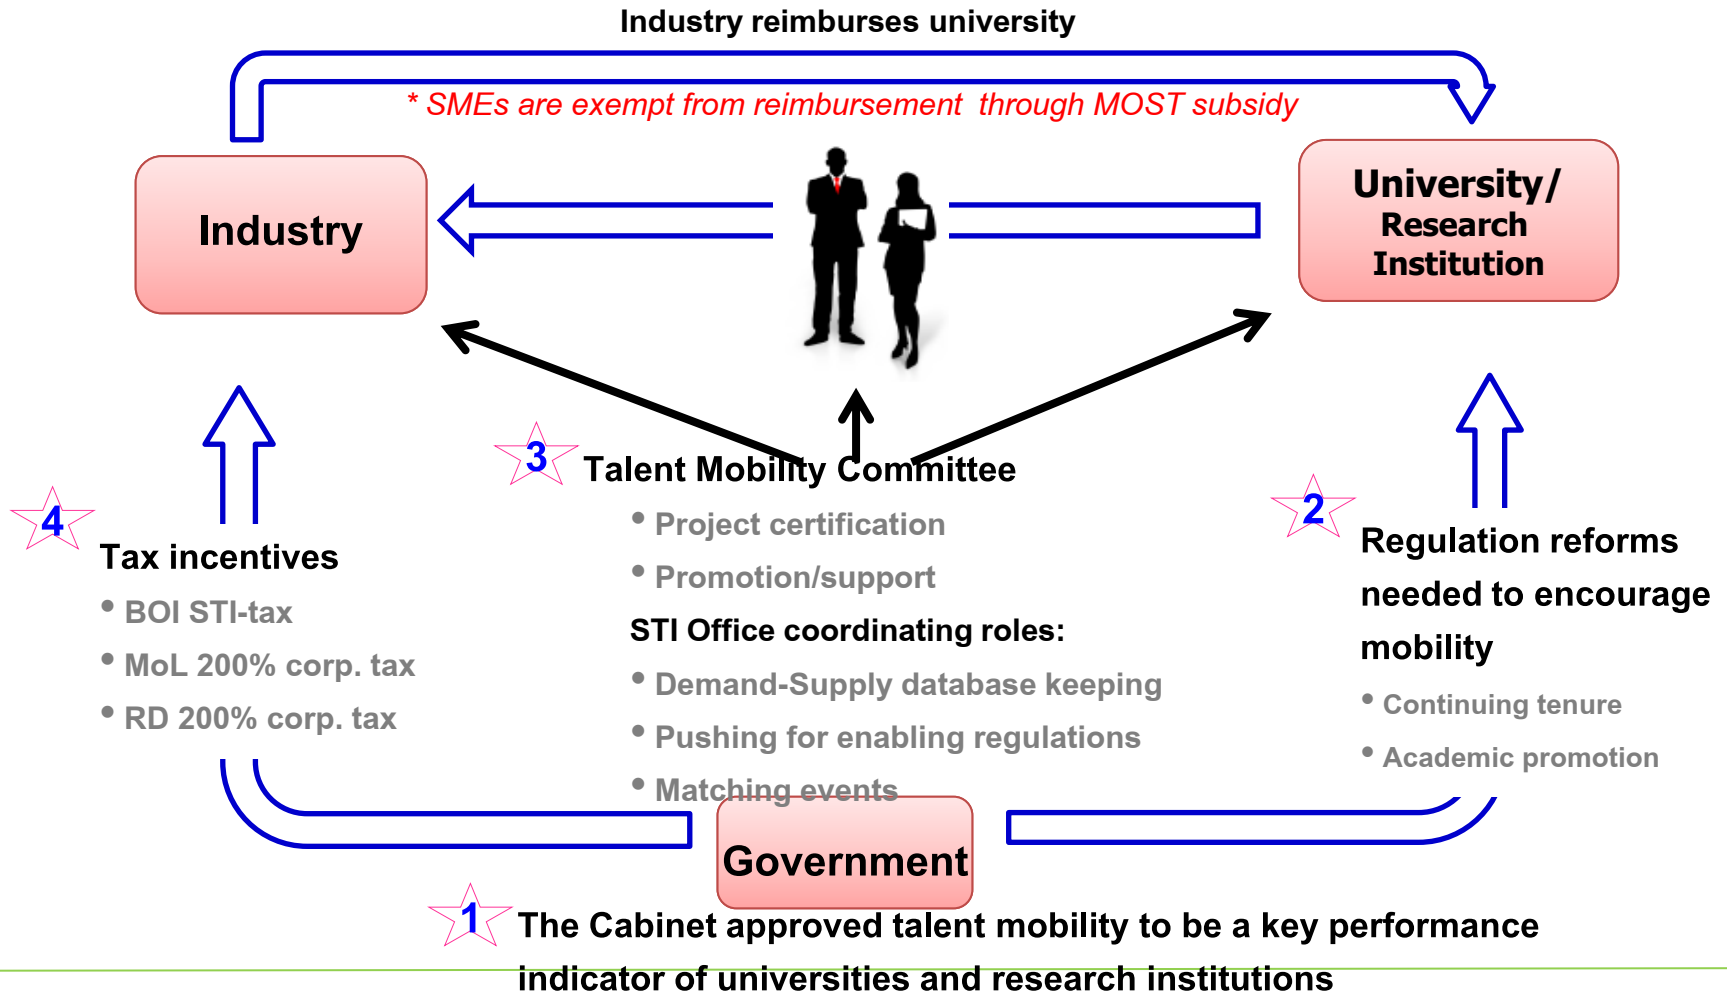 Industry reimburses university
* SMEs are exempt from reimbursement through MOST subsidy
Industry
University/
Research
Institution
3
Talent Mobility Committee
• Project certification
• Promotion/support
STI Office coordinating roles:
• Demand-Supply database keeping
• Pushing for enabling regulations
• Matching events
4
Tax incentives
• BOI STI-tax
• MoL 200% corp. tax
• RD 200% corp. tax
2
Regulation reforms
needed to encourage
mobility
• Continuing tenure
• Academic promotion
Government
1
The Cabinet approved talent mobility to be a key performance
indicator of universities and research institutions